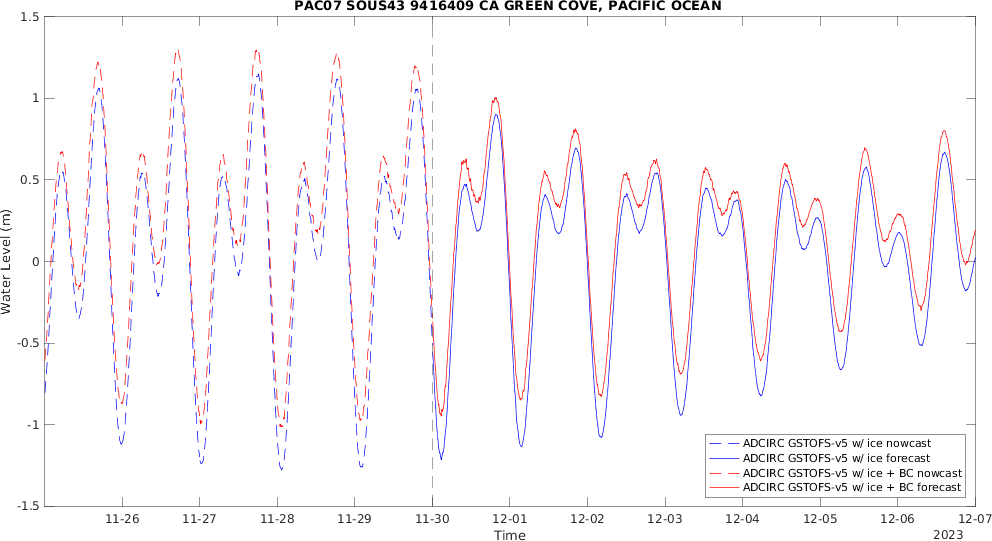 PAC07 SOUS43 9416409 CA GREEN COVE, PACIFIC OCEAN
1.5
1
0.5
0
-0.5
-1
-1.5
Water Level (m)
ADCIRC GSTOFS-v5 w/ ice nowcast
ADCIRC GSTOFS-v5 w/ ice forecast
ADCIRC GSTOFS-v5 w/ ice + BC nowcast
ADCIRC GSTOFS-v5 w/ ice + BC forecast
11-26 11-27 11-28 11-29 11-30 12-01 12-02 12-03 12-04 12-05 12-06 12-07
Time
2023